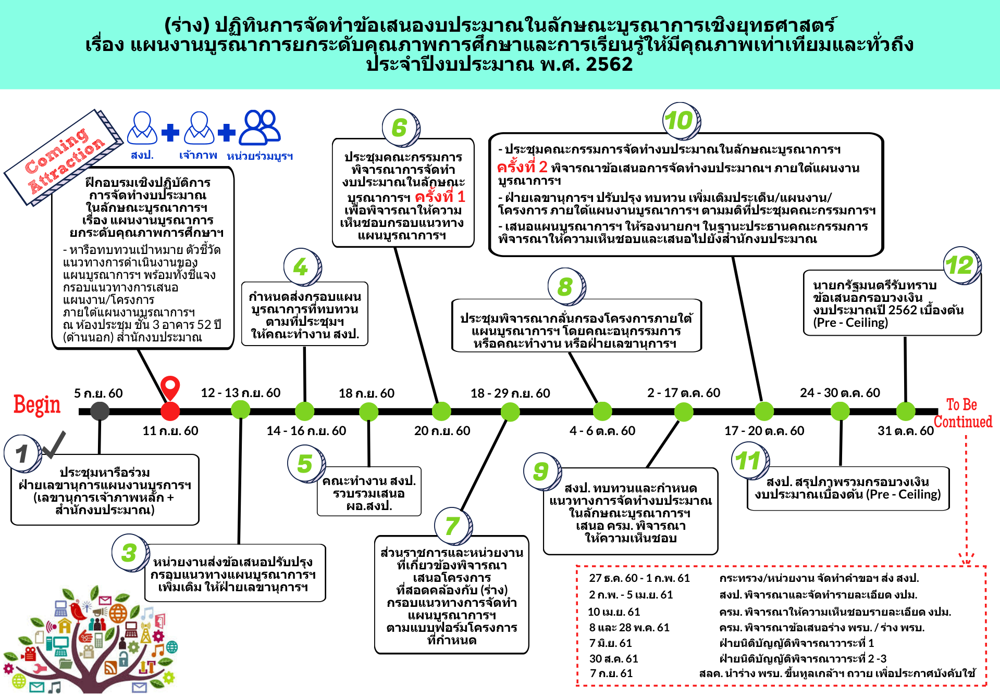 (ร่าง) ปฏิทินการจัดทำข้อเสนองบประมาณในลักษณะบูรณาการเชิงยุทธศาสตร์
เรื่อง แผนงานบูรณาการยกระดับคุณภาพการศึกษาและการเรียนรู้ให้มีคุณภาพเท่าเทียมและทั่วถึง
ประจำปีงบประมาณ พ.ศ. 2562
Coming
Attraction
สงป.
เจ้าภาพ
หน่วยร่วมบูรฯ
ฝึกอบรมเชิงปฏิบัติการ
การจัดทำงบประมาณ
ในลักษณะบูรณาการฯ
เรื่อง แผนงานบูรณาการ
ยกระดับคุณภาพการศึกษาฯ
- หารือทบทวนเป้าหมาย ตัวชี้วัด
แนวทางการดำเนินงานของ
แผนบูรณาการฯ พร้อมทั้งชี้แจง
กรอบแนวทางการเสนอ
แผนงาน/โครงการ
ภายใต้แผนงานบูรณาการฯ
ณ ห้องประชุม ชั้น 3 อาคาร 52 ปี
(ด้านนอก) สำนักงบประมาณ
4
กำหนดส่งกรอบแผน
บูรณาการที่ทบทวน
ตามที่ประชุมฯ
ให้คณะทำงาน สงป.
6
ประชุมคณะกรรมการ
พิจารณาการจัดทำ
งบประมาณในลักษณะ
บูรณาการฯ ครั้งที่ 1
เพื่อพิจารณาให้ความ
เห็นชอบกรอบแนวทาง
แผนบูรณาการฯ
8
ประชุมพิจารณากลั่นกรองโครงการภายใต้
แผนบูรณาการฯ โดยคณะอนุกรรมการ
หรือคณะทำงาน หรือฝ่ายเลขานุการฯ
10
- ประชุมคณะกรรมการจัดทำงบประมาณในลักษณะบูรณาการฯ
ครั้งที่ 2 พิจารณาข้อเสนอการจัดทำงบประมาณฯ ภายใต้แผนงาน
บูรณาการฯ
- ฝ่ายเลขานุการฯ ปรับปรุง ทบทวน เพิ่มเติมประเด็น/แผนงาน/
โครงการ ภายใต้แผนงานบูรณาการฯ ตามมติที่ประชุมคณะกรรมการฯ
- เสนอแผนบูรณาการฯ ให้รองนายกฯ ในฐานะประธานคณะกรรมการ
พิจารณาให้ความเห็นชอบและเสนอไปยังสำนักงบประมาณ
12
นายกรัฐมนตรีรับทราบ
ข้อเสนอกรอบวงเงิน
งบประมาณปี 2562 เบื้องต้น
(Pre - Ceiling)
Begin
5 ก.ย. 60
11 ก.ย. 60
12 - 13 ก.ย. 60
14 - 16 ก.ย. 60
18 ก.ย. 60
20 ก.ย. 60
18 - 29 ก.ย. 60
4 - 6 ต.ค. 60
2 - 17 ต.ค. 60
17 - 20 ต.ค. 60
24 - 30 ต.ค. 60
31 ต.ค. 60
To Be
Continued
1
ประชุมหารือร่วม
ฝ่ายเลขานุการแผนงานบูรการฯ
(เลขานุการเจ้าภาพหลัก +
สำนักงบประมาณ)
3
หน่วยงานส่งข้อเสนอปรับปรุง
กรอบแนวทางแผนบูรณาการฯ
เพิ่มเติม ให้ฝ่ายเลขานุการฯ
5
คณะทำงาน สงป.
รวบรวมเสนอ
ผอ.สงป.
7
ส่วนราชการและหน่วยงาน
ที่เกี่ยวข้องพิจารณา
เสนอโครงการ
ที่สอดคล้องกับ (ร่าง)
กรอบแนวทางการจัดทำ
แผนบูรณาการฯ
ตามแบบฟอร์มโครงการ
ที่กำหนด
9
สงป. ทบทวนและกำหนด
แนวทางการจัดทำงบประมาณ
ในลักษณะบูรณาการฯ
เสนอ ครม. พิจารณา
ให้ความเห็นชอบ
11
สงป. สรุปภาพรวมกรอบวงเงิน
งบประมาณเบื้องต้น (Pre - Ceiling)
27 ธ.ค. 60 - 1 ก.พ. 61 กระทรวง/หน่วยงาน จัดทำคำขอฯ ส่ง สงป.
2 ก.พ. - 5 เม.ย. 61 สงป. พิจารณาและจัดทำรายละเอียด งปม.
10 เม.ย. 61 ครม. พิจารณาให้ความเห็นชอบรายละเอียด งปม.
8 และ 28 พ.ค. 61 ครม. พิจารณาข้อเสนอร่าง พรบ. / ร่าง พรบ.
7 มิ.ย. 61 ฝ่ายนิติบัญญัติพิจารณาวาระที่ 1
30 ส.ค. 61 ฝ่ายนิติบัญญัติพิจารณาวาระที่ 2 -3
7 ก.ย. 61 สลค. นำร่าง พรบ. ขึ้นทูลเกล้าฯ ถวาย เพื่อประกาศบังคับใช้